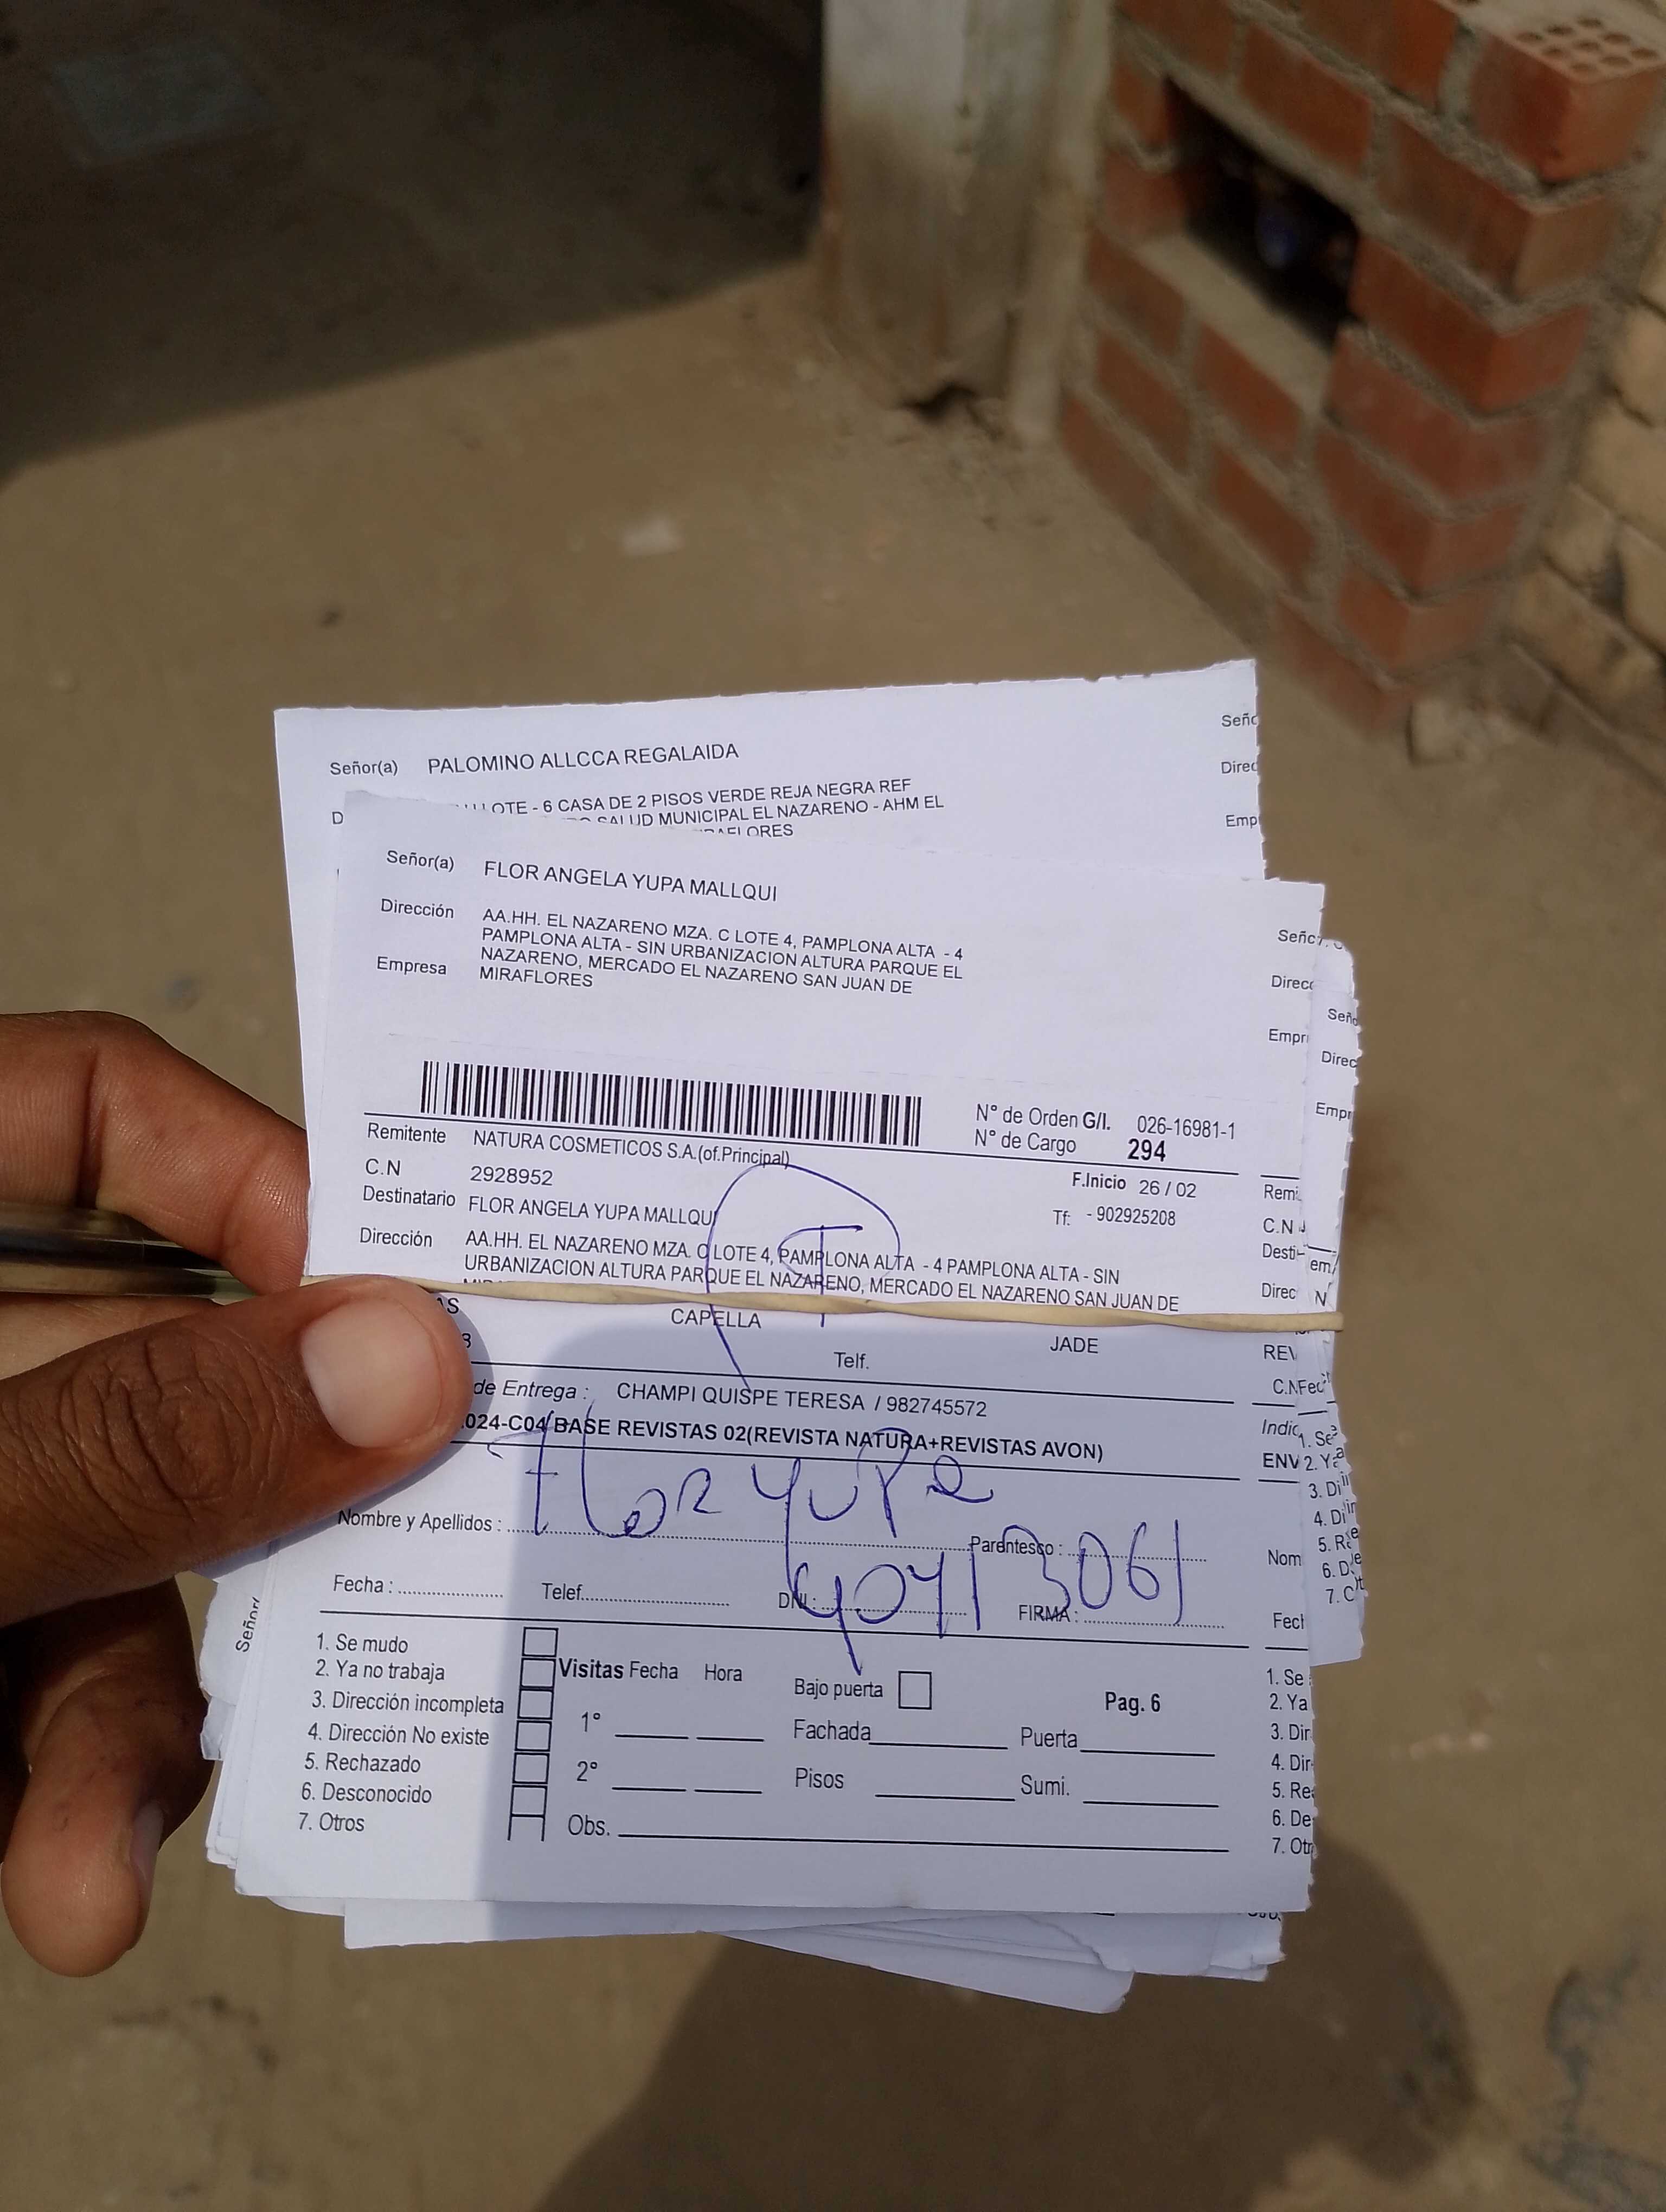 Señor(a) PALOMINO ALLCCA REGALAIDA
LOTE - 6 CASA DE 2 PISOS VERDE REJA NEGRA REF
SALUD MUNICIPAL EL NAZARENO - AHM EL
Señor(a) FLOR ANGELA YUPA MALLQUI
Dirección AA.HH. EL NAZARENO MZA. C LOTE 4, PAMPLONA ALTA - 4
PAMPLONA ALTA - SIN URBANIZACION ALTURA PARQUE EL
Empresa NAZARENO, MERCADO EL NAZARENO SAN JUAN DE
MIRAFLORES
N° de Orden G/I. 026-16981-1
N° de Cargo 294
Remitente NATURA COSMETICOS S.A.(of.Principal)
C.N 2928952 F.Inicio 26 / 02
Destinatario FLOR ANGELA YUPA MALLQUI Tf: - 902925208
Dirección AA.HH. EL NAZARENO MZA. C LOTE 4, PAMPLONA ALTA - 4 PAMPLONA ALTA - SIN
URBANIZACION ALTURA PARQUE EL NAZARENO, MERCADO EL NAZARENO SAN JUAN DE
CAPELLA JADE
Telf.
de Entrega : CHAMPI QUISPE TERESA / 982745572
024-C04 BASE REVISTAS 02(REVISTA NATURA+REVISTAS AVON)
Flor Yupa
Nombre y Apellidos : Parentesco :
40713061
Fecha : Telef. DNI : FIRMA :
1. Se mudo
2. Ya no trabaja
3. Dirección incompleta
4. Dirección No existe
5. Rechazado
6. Desconocido
7. Otros
Visitas Fecha Hora Bajo puerta Pag. 6
1° Fachada Puerta
2° Pisos Sumi.
Obs.